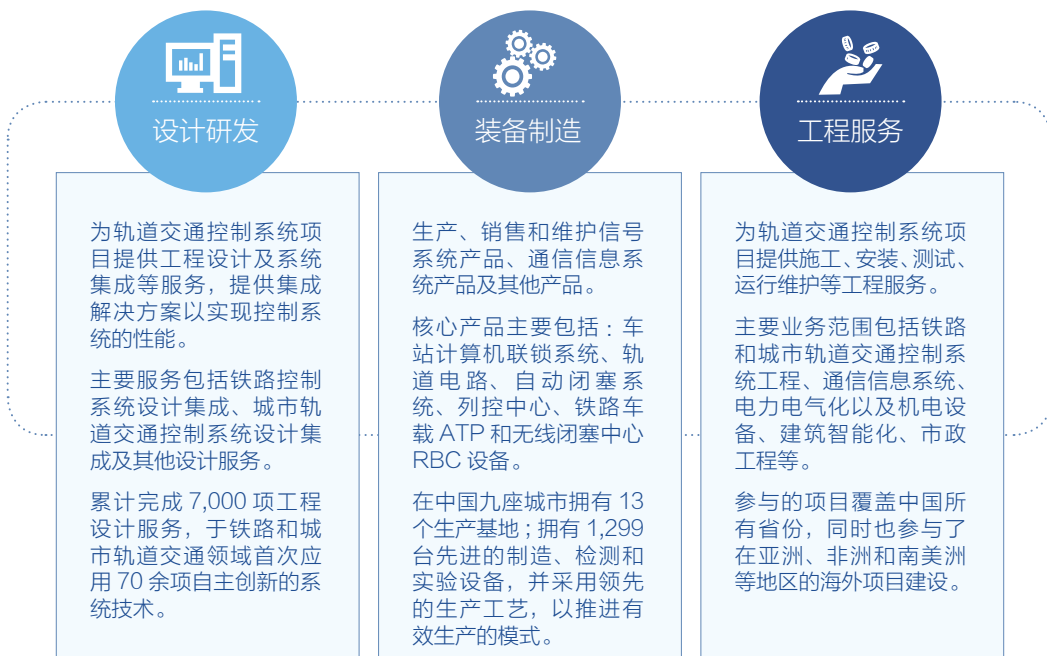 设计研发
为轨道交通控制系统项
目提供工程设计及系统
集成等服务，提供集成
解决方案以实现控制系
统的性能。
主要服务包括铁路控制
系统设计集成、城市轨
道交通控制系统设计集
成及其他设计服务。
累计完成 7,000 项工程
设计服务，于铁路和城
市轨道交通领域首次应
用 70 余项自主创新的系
统技术。
装备制造
生产、销售和维护信号
系统产品、通信信息系
统产品及其他产品。
核心产品主要包括：车
站计算机联锁系统、轨
道电路、自动闭塞系
统、列控中心、铁路车
载 ATP 和无线闭塞中心
RBC 设备。
在中国九座城市拥有 13
个生产基地；拥有 1,299
台先进的制造、检测和
实验设备，并采用领先
的生产工艺，以推进有
效生产的模式。
工程服务
为轨道交通控制系统项
目提供施工、安装、测试、
运行维护等工程服务。
主要业务范围包括铁路
和城市轨道交通控制系
统工程、通信信息系统、
电力电气化以及机电设
备、建筑智能化、市政
工程等。
参与的项目覆盖中国所
有省份，同时也参与了
在亚洲、非洲和南美洲
等地区的海外项目建设。